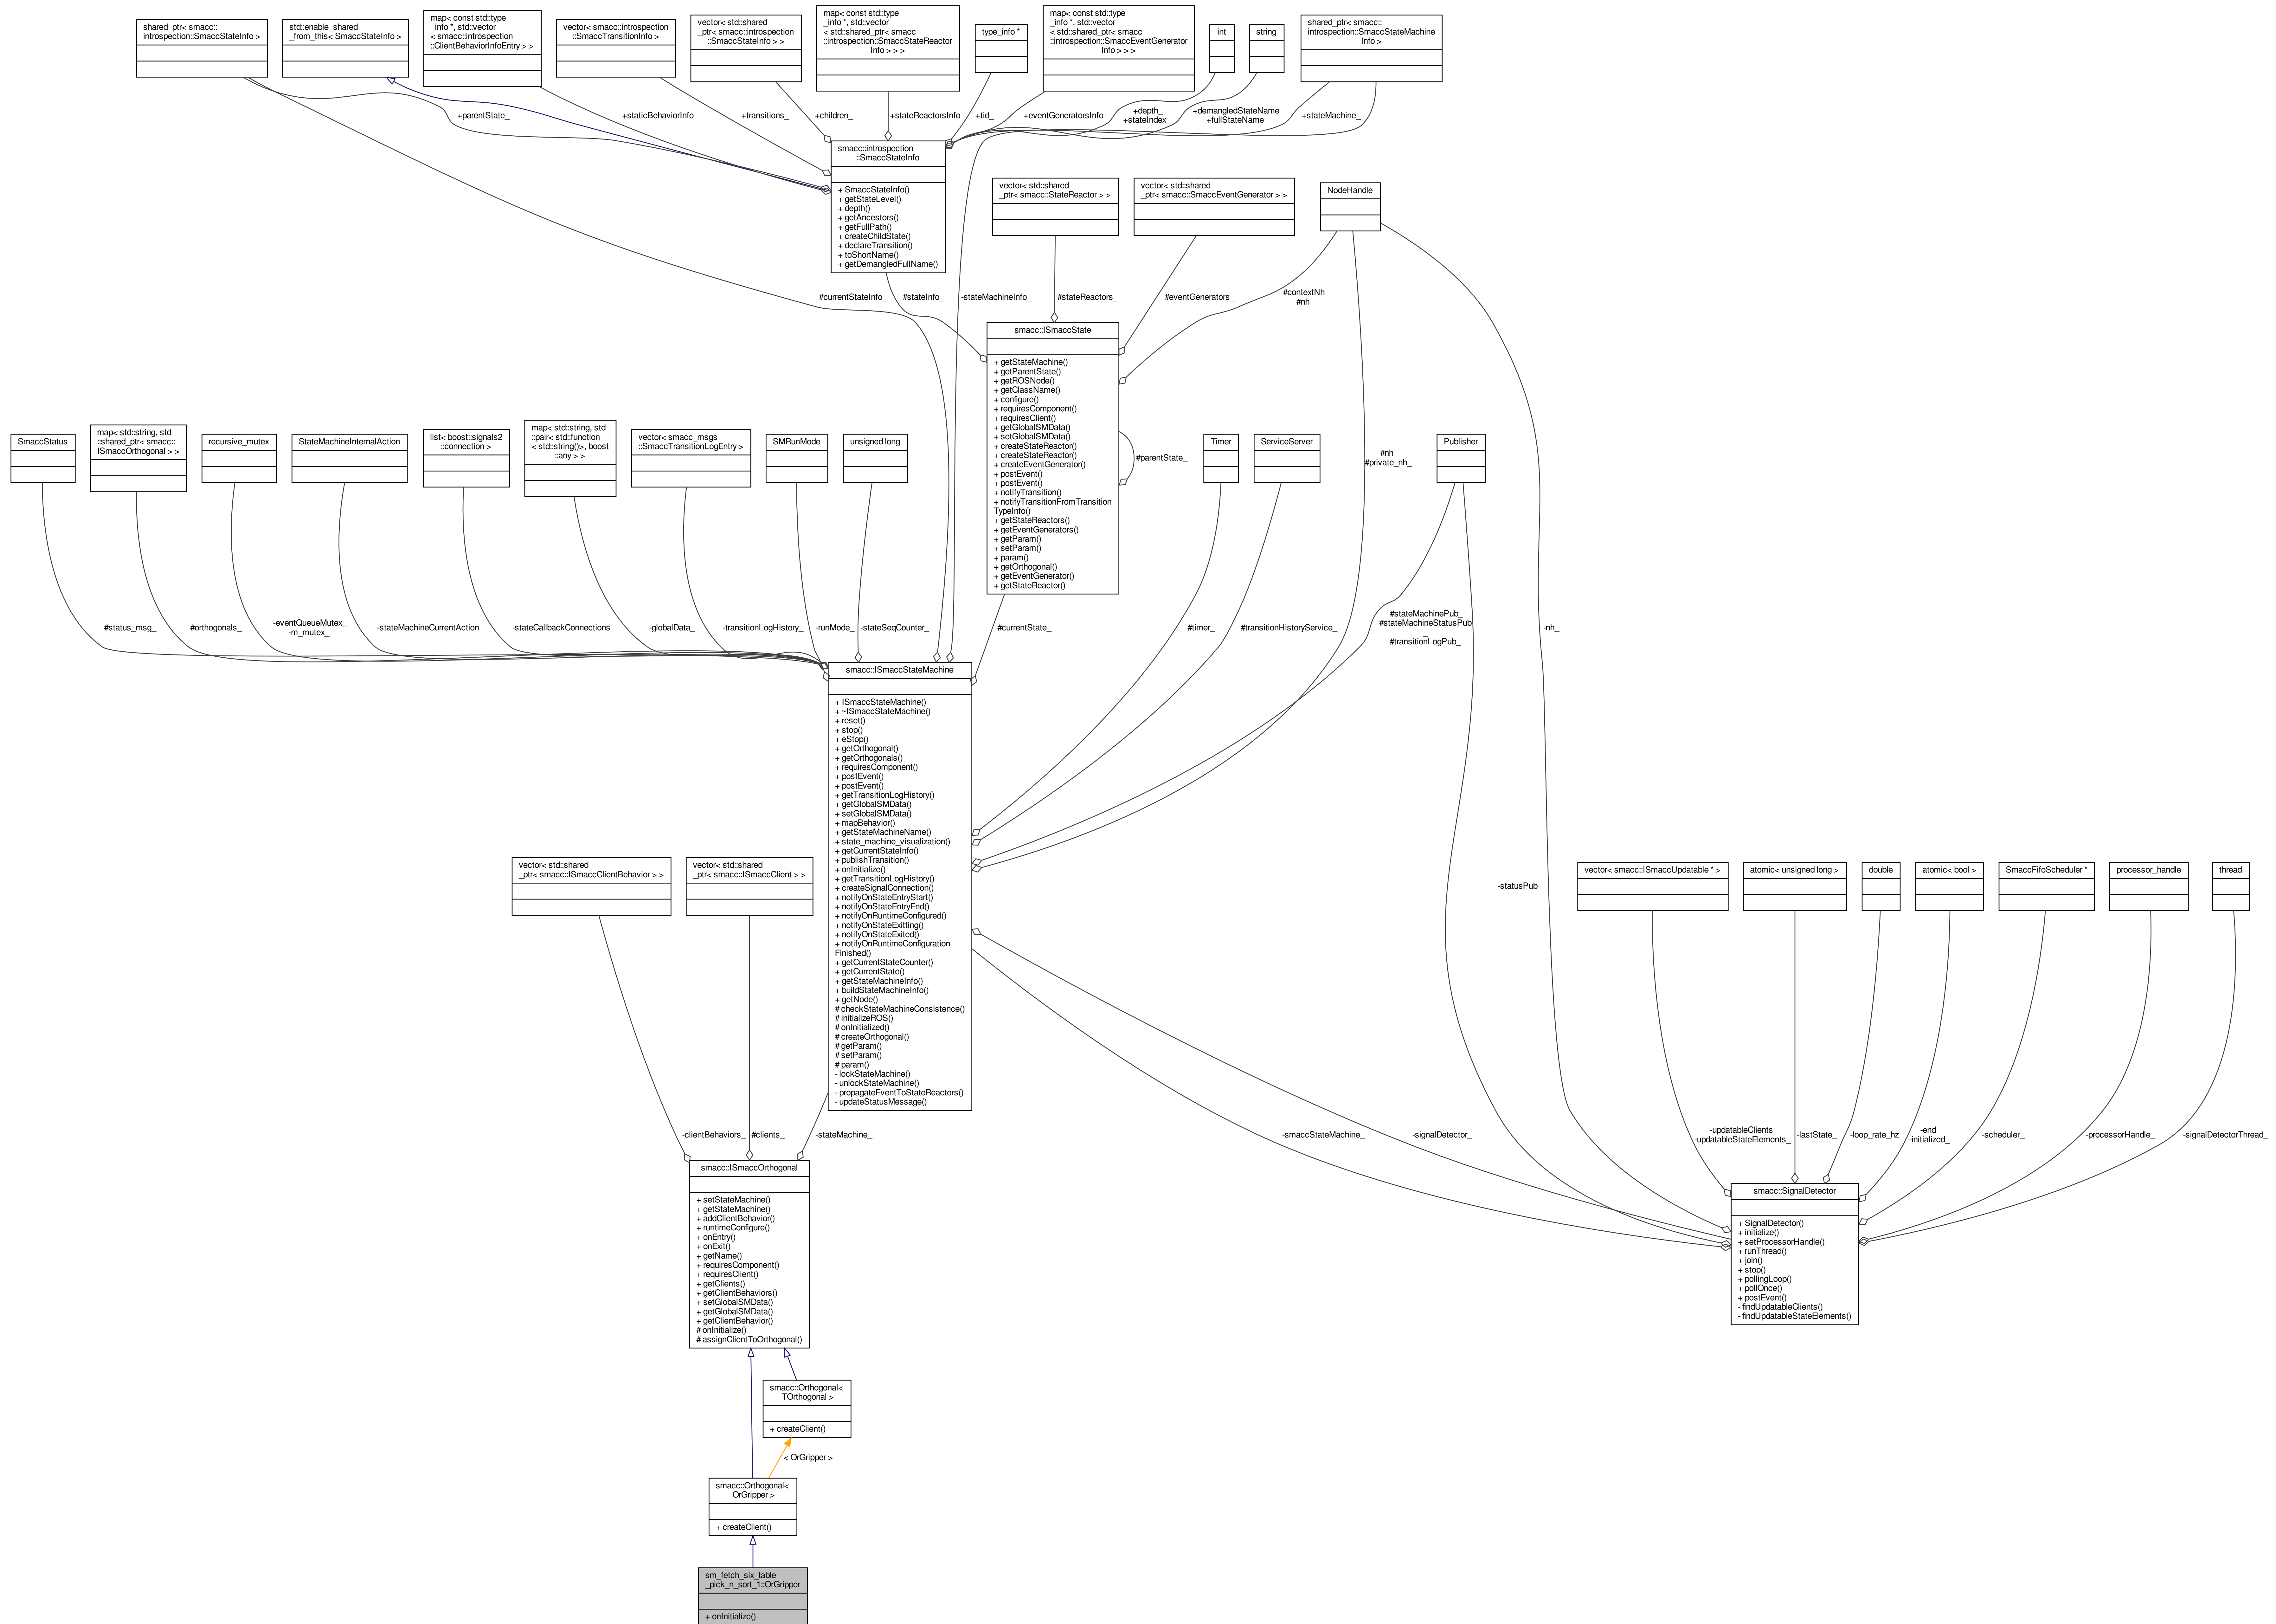 shared_ptr< smacc::
introspection::SmaccStateInfo >
std::enable_shared
_from_this< SmaccStateInfo >
map< const std::type
_info *, std::vector
< smacc::introspection
::ClientBehaviorInfoEntry > >
vector< smacc::introspection
::SmaccTransitionInfo >
vector< std::shared
_ptr< smacc::introspection
::SmaccStateInfo > >
map< const std::type
_info *, std::vector
< std::shared_ptr< smacc
::introspection::SmaccStateReactor
Info > > >
type_info *
map< const std::type
_info *, std::vector
< std::shared_ptr< smacc
::introspection::SmaccEventGenerator
Info > > >
int
string
shared_ptr< smacc::
introspection::SmaccStateMachine
Info >
+parentState_
+staticBehaviorInfo
+transitions_
+children_
+stateReactorsInfo
+tid_
+eventGeneratorsInfo
+depth_
+stateIndex_
+demangledStateName
+fullStateName
+stateMachine_
smacc::introspection
::SmaccStateInfo
+ SmaccStateInfo()
+ getStateLevel()
+ depth()
+ getAncestors()
+ getFullPath()
+ createChildState()
+ declareTransition()
+ toShortName()
+ getDemangledFullName()
vector< std::shared
_ptr< smacc::StateReactor > >
vector< std::shared
_ptr< smacc::SmaccEventGenerator > >
NodeHandle
#currentStateInfo_
#stateInfo_
-stateMachineInfo_
#stateReactors_
#eventGenerators_
#contextNh
#nh
smacc::ISmaccState
+ getStateMachine()
+ getParentState()
+ getROSNode()
+ getClassName()
+ configure()
+ requiresComponent()
+ requiresClient()
+ getGlobalSMData()
+ setGlobalSMData()
+ createStateReactor()
+ createStateReactor()
+ createEventGenerator()
+ postEvent()
+ postEvent()
+ notifyTransition()
+ notifyTransitionFromTransition
TypeInfo()
+ getStateReactors()
+ getEventGenerators()
+ getParam()
+ setParam()
+ param()
+ getOrthogonal()
+ getEventGenerator()
+ getStateReactor()
#parentState_
SmaccStatus
map< std::string, std
::shared_ptr< smacc::
ISmaccOrthogonal > >
recursive_mutex
StateMachineInternalAction
list< boost::signals2
::connection >
map< std::string, std
::pair< std::function
< std::string()>, boost
::any > >
vector< smacc_msgs
::SmaccTransitionLogEntry >
SMRunMode
unsigned long
Timer
ServiceServer
Publisher
#nh_
#private_nh_
#status_msg_
#orthogonals_
-eventQueueMutex_
-m_mutex_
-stateMachineCurrentAction
-stateCallbackConnections
-globalData_
-transitionLogHistory_
-runMode_
-stateSeqCounter_
#currentState_
#timer_
#transitionHistoryService_
#stateMachinePub_
#stateMachineStatusPub
_
#transitionLogPub_
-nh_
smacc::ISmaccStateMachine
+ ISmaccStateMachine()
+ ~ISmaccStateMachine()
+ reset()
+ stop()
+ eStop()
+ getOrthogonal()
+ getOrthogonals()
+ requiresComponent()
+ postEvent()
+ postEvent()
+ getTransitionLogHistory()
+ getGlobalSMData()
+ setGlobalSMData()
+ mapBehavior()
+ getStateMachineName()
+ state_machine_visualization()
+ getCurrentStateInfo()
+ publishTransition()
+ onInitialize()
+ getTransitionLogHistory()
+ createSignalConnection()
+ notifyOnStateEntryStart()
+ notifyOnStateEntryEnd()
+ notifyOnRuntimeConfigured()
+ notifyOnStateExitting()
+ notifyOnStateExited()
+ notifyOnRuntimeConfiguration
Finished()
+ getCurrentStateCounter()
+ getCurrentState()
+ getStateMachineInfo()
+ buildStateMachineInfo()
+ getNode()
# checkStateMachineConsistence()
# initializeROS()
# onInitialized()
# createOrthogonal()
# getParam()
# setParam()
# param()
- lockStateMachine()
- unlockStateMachine()
- propagateEventToStateReactors()
- updateStatusMessage()
vector< std::shared
_ptr< smacc::ISmaccClientBehavior > >
vector< std::shared
_ptr< smacc::ISmaccClient > >
vector< smacc::ISmaccUpdatable * >
atomic< unsigned long >
double
atomic< bool >
SmaccFifoScheduler *
processor_handle
thread
-statusPub_
-clientBehaviors_
#clients_
-stateMachine_
-smaccStateMachine_
-signalDetector_
-updatableClients_
-updatableStateElements_
-lastState_
-loop_rate_hz
-end_
-initialized_
-scheduler_
-processorHandle_
-signalDetectorThread_
smacc::ISmaccOrthogonal
+ setStateMachine()
+ getStateMachine()
+ addClientBehavior()
+ runtimeConfigure()
+ onEntry()
+ onExit()
+ getName()
+ requiresComponent()
+ requiresClient()
+ getClients()
+ getClientBehaviors()
+ setGlobalSMData()
+ getGlobalSMData()
+ getClientBehavior()
# onInitialize()
# assignClientToOrthogonal()
smacc::SignalDetector
+ SignalDetector()
+ initialize()
+ setProcessorHandle()
+ runThread()
+ join()
+ stop()
+ pollingLoop()
+ pollOnce()
+ postEvent()
- findUpdatableClients()
- findUpdatableStateElements()
smacc::Orthogonal<
TOrthogonal >
+ createClient()
< OrGripper >
smacc::Orthogonal<
OrGripper >
+ createClient()
sm_fetch_six_table
_pick_n_sort_1::OrGripper
+ onInitialize()